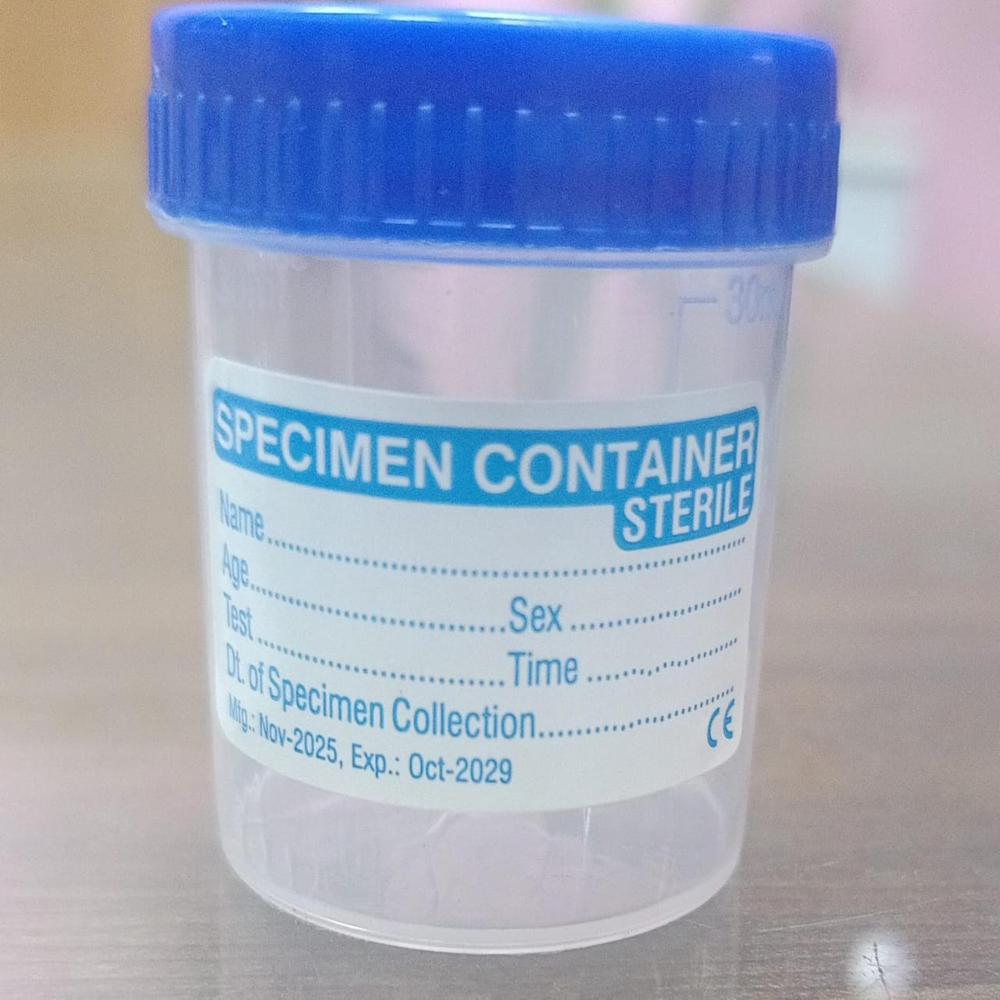 30ml
SPECIMEN CONTAINER
STERILE
Name..........................................................
Age..............................Sex ....................
Test ..............................Time ..................
Dt. of Specimen Collection........................
Mfg.: Nov-2025, Exp.: Oct-2029
CE